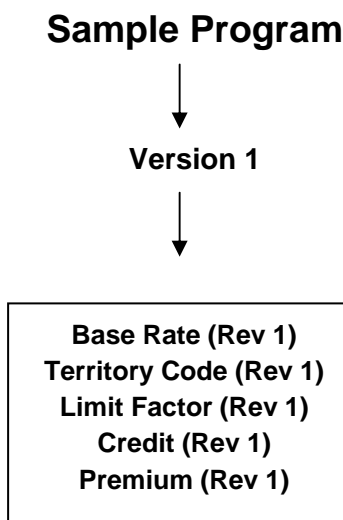 Sample Program
Version 1
Base Rate (Rev 1)
Territory Code (Rev 1)
Limit Factor (Rev 1)
Credit (Rev 1)
Premium (Rev 1)